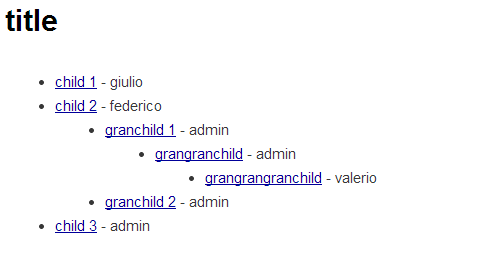 title
child 1 - giulio
child 2 - federico
granchild 1 - admin
grangranchild - admin
grangrangranchild - valerio
granchild 2 - admin
child 3 - admin